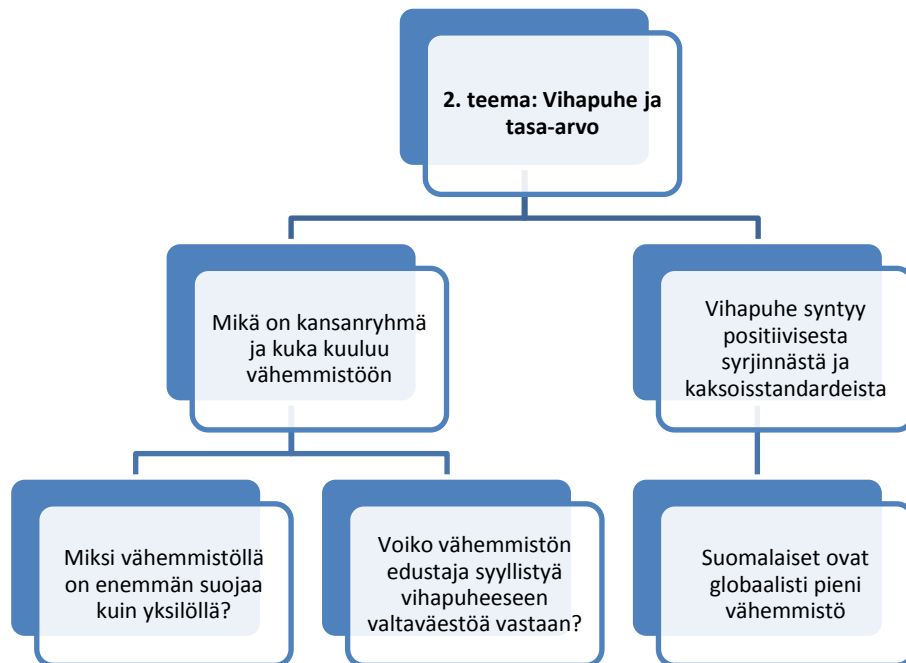 2. teema: Vihapuhe ja
tasa-arvo
Mikä on kansanryhmä
ja kuka kuuluu
vähemmistöön
Vihapuhe syntyy
positiivisesta
syrjinnästä ja
kaksoisstandardeista
Miksi vähemmistöllä
on enemmän suojaa
kuin yksilöllä?
Voiko vähemmistön
edustaja syyllistyä
vihapuheeseen
valtaväestöä vastaan?
Suomalaiset ovat
globaalisti pieni
vähemmistö